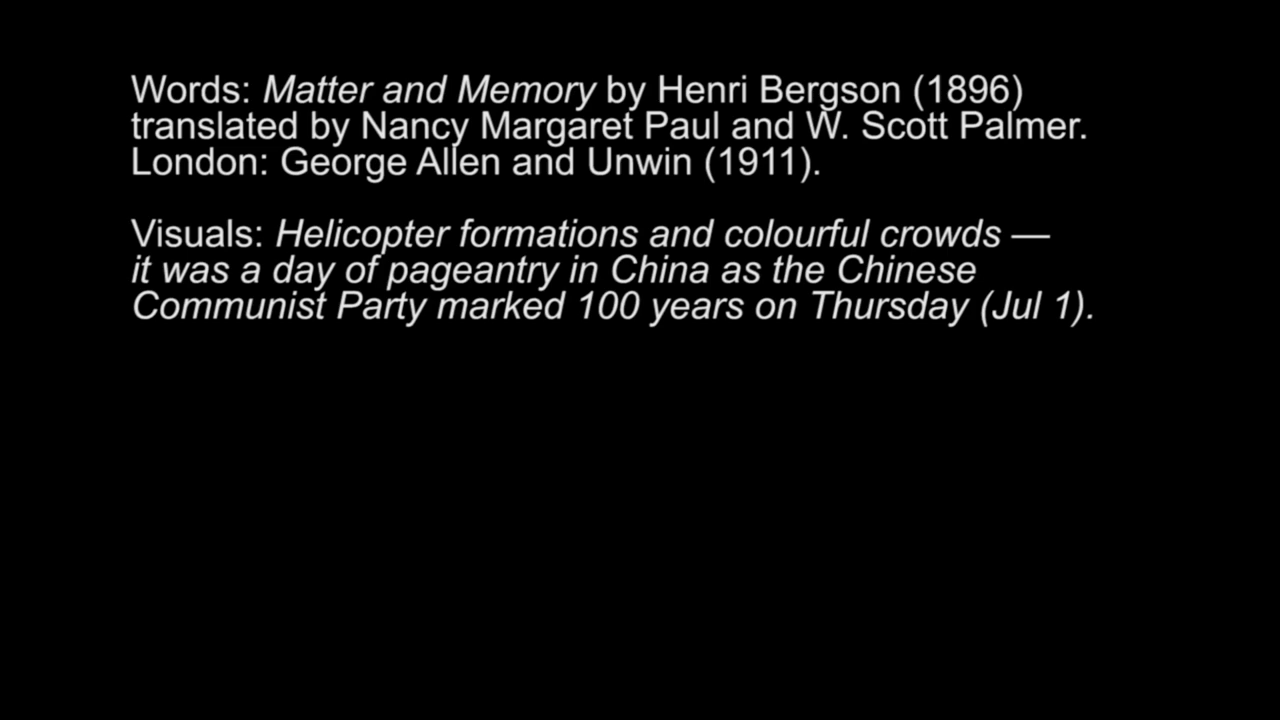 Words: Matter and Memory by Henri Bergson (1896)
translated by Nancy Margaret Paul and W. Scott Palmer.
London: George Allen and Unwin (1911).
Visuals: Helicopter formations and colourful crowds —
it was a day of pageantry in China as the Chinese
Communist Party marked 100 years on Thursday (Jul 1).